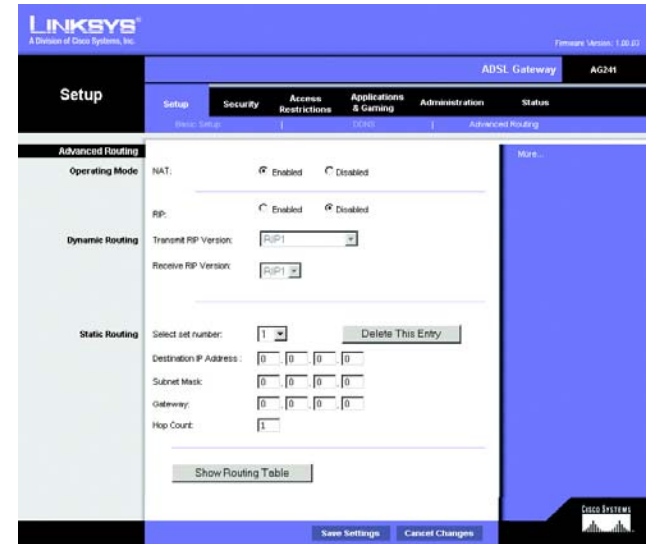 LINKSYS®
A Division of Cisco Systems, Inc.
Firmware Version: 1.00.03
ADSL Gateway AG241
Setup
Setup Security Access Restrictions Applications & Gaming Administration Status
Basic Setup | DDNS | Advanced Routing
Advanced Routing
More...
Operating Mode NAT: Enabled Disabled
RIP: Enabled Disabled
Dynamic Routing Transmit RIP Version: RIP1
Receive RIP Version: RIP1
Static Routing Select set number: 1 Delete This Entry
Destination IP Address : 0 . 0 . 0 . 0
Subnet Mask: 0 . 0 . 0 . 0
Gateway: 0 . 0 . 0 . 0
Hop Count: 1
Show Routing Table
Save Settings Cancel Changes
CISCO SYSTEMS